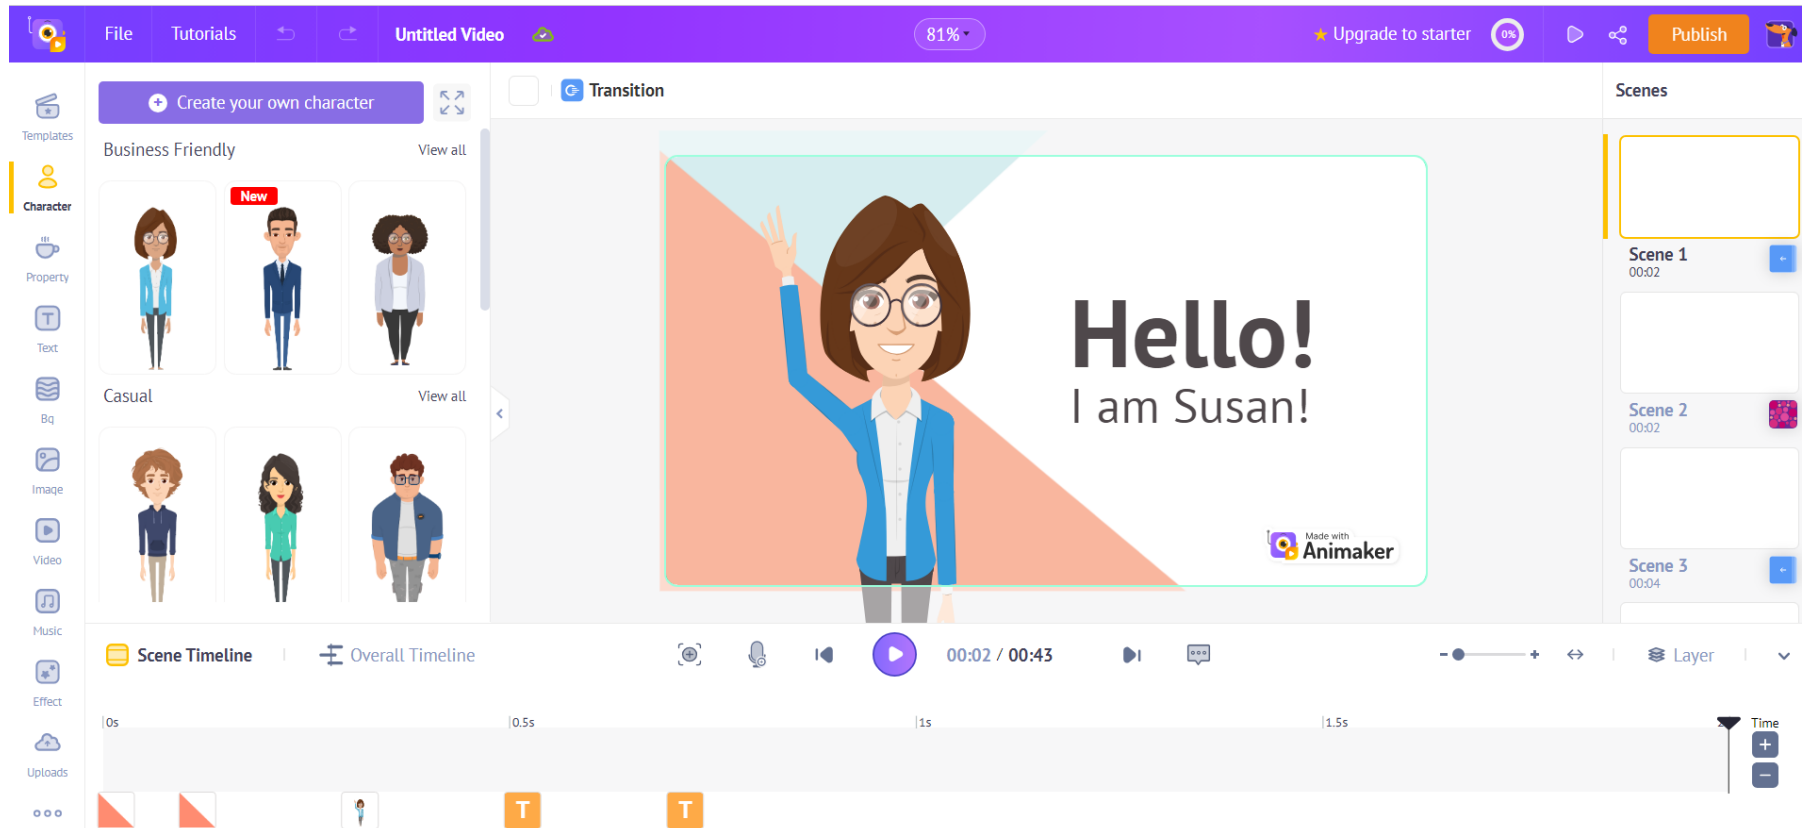 File
Tutorials
Untitled Video
81%
Upgrade to starter
0%
Publish
Templates
Character
Property
Text
Bg
Image
Video
Music
Effect
Uploads
Create your own character
Business Friendly
View all
New
Casual
View all
Transition
Hello!
I am Susan!
Made with
Animaker
Scenes
Scene 1
00:02
Scene 2
00:02
Scene 3
00:04
Scene Timeline
Overall Timeline
00:02 / 00:43
Layer
0s
0.5s
1s
1.5s
Time
T
T